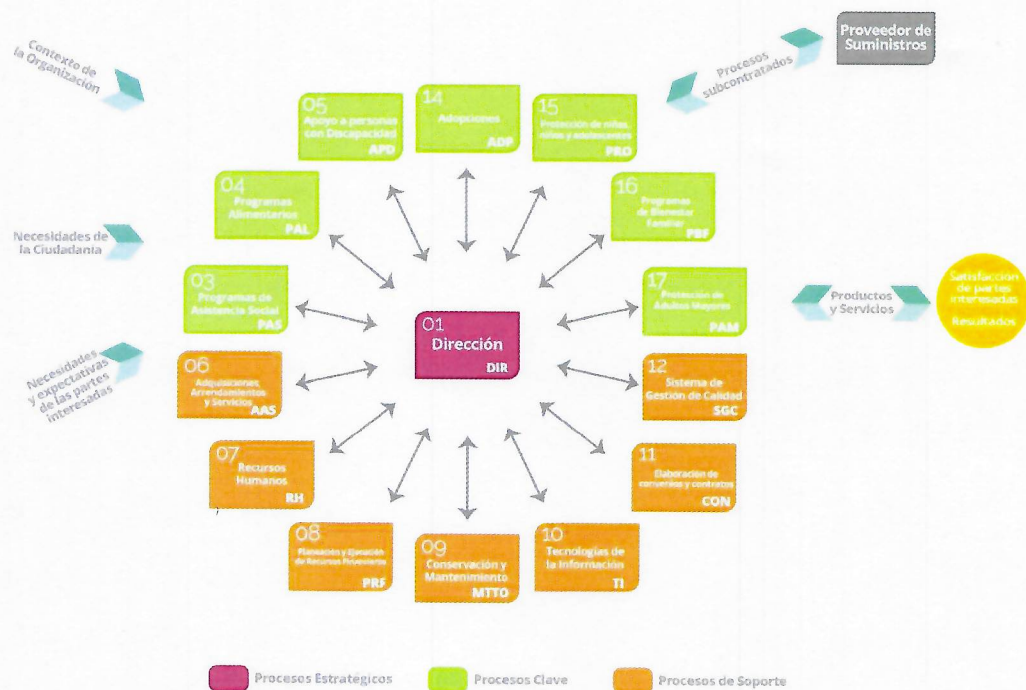 Contexto de
la Organización
Procesos
subcontratados
Proveedor de
Suministros
05
Apoyo a personas
con Discapacidad
APD
14
Adopciones
ADP
15
Protección de niñas,
niños y adolescentes
PRO
04
Programas
Alimentarios
PAL
16
Programas
de Bienestar
Familiar
PBF
Necesidades de
la Ciudadanía
03
Programas de
Asistencia Social
PAS
01
Dirección
DIR
17
Protección de
Adultos Mayores
PAM
Productos
y Servicios
Satisfacción
de partes
interesadas
Resultados
Necesidades
y expectativas
de las partes
interesadas
06
Adquisiciones,
Arrendamientos
y Servicios
AAS
12
Sistema de
Gestión de Calidad
SGC
07
Recursos
Humanos
RH
11
Elaboración de
convenios y contratos
CON
08
Planeación y Ejecución
de Recursos Financieros
PRF
09
Conservación y
Mantenimiento
MTTO
10
Tecnologías de
la Información
TI
Procesos Estratégicos
Procesos Clave
Procesos de Soporte